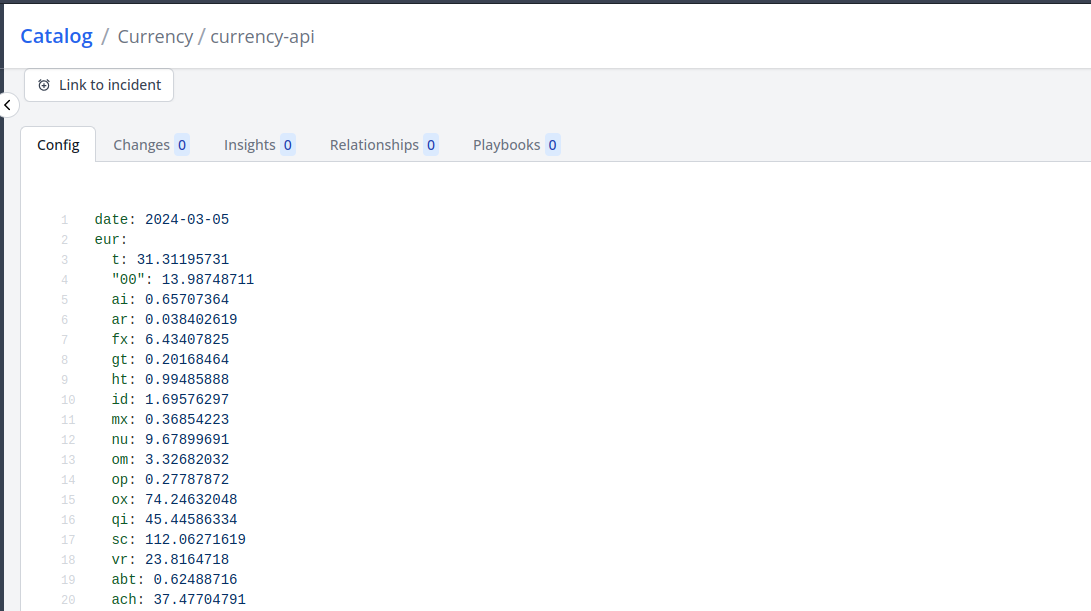 Catalog / Currency / currency-api
Link to incident
Config Changes 0 Insights 0 Relationships 0 Playbooks 0
1 date: 2024-03-05
2 eur:
3 t: 31.31195731
4 "00": 13.98748711
5 ai: 0.65707364
6 ar: 0.038402619
7 fx: 6.43407825
8 gt: 0.20168464
9 ht: 0.99485888
10 id: 1.69576297
11 mx: 0.36854223
12 nu: 9.67899691
13 om: 3.32682032
14 op: 0.27787872
15 ox: 74.24632048
16 qi: 45.44586334
17 sc: 112.06271619
18 vr: 23.8164718
19 abt: 0.62488716
20 ach: 37.47704791